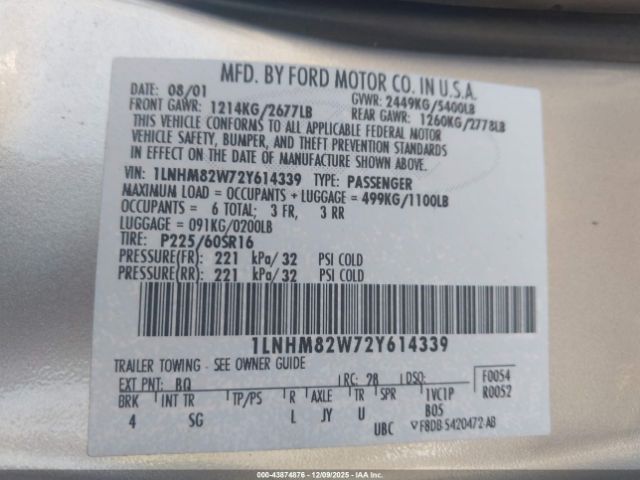 MFD. BY FORD MOTOR CO. IN U.S.A.
DATE: 08/01 GVWR: 2449KG/5400LB
FRONT GAWR: 1214KG/2677LB REAR GAWR: 1260KG/2778LB
THIS VEHICLE CONFORMS TO ALL APPLICABLE FEDERAL MOTOR
VEHICLE SAFETY, BUMPER, AND THEFT PREVENTION STANDARDS
IN EFFECT ON THE DATE OF MANUFACTURE SHOWN ABOVE.
VIN: 1LNHM82W72Y614339 TYPE: PASSENGER
MAXIMUM LOAD = OCCUPANTS + LUGGAGE = 499KG/1100LB
OCCUPANTS = 6 TOTAL; 3 FR, 3 RR
LUGGAGE = 091KG/0200LB
TIRE: P225/60SR16
PRESSURE(FR): 221 kPa/32 PSI COLD
PRESSURE(RR): 221 kPa/32 PSI COLD
1LNHM82W72Y614339
TRAILER TOWING - SEE OWNER GUIDE
EXT PNT: BQ RC: 28 DSO: F0054
BRK INT TR TP/PS R AXLE TR SPR 1VC1P R0052
4 SG L JY U B05
UBC F8DB-5420472-AB
000-43874876 | 12/09/2025 - IAA Inc.